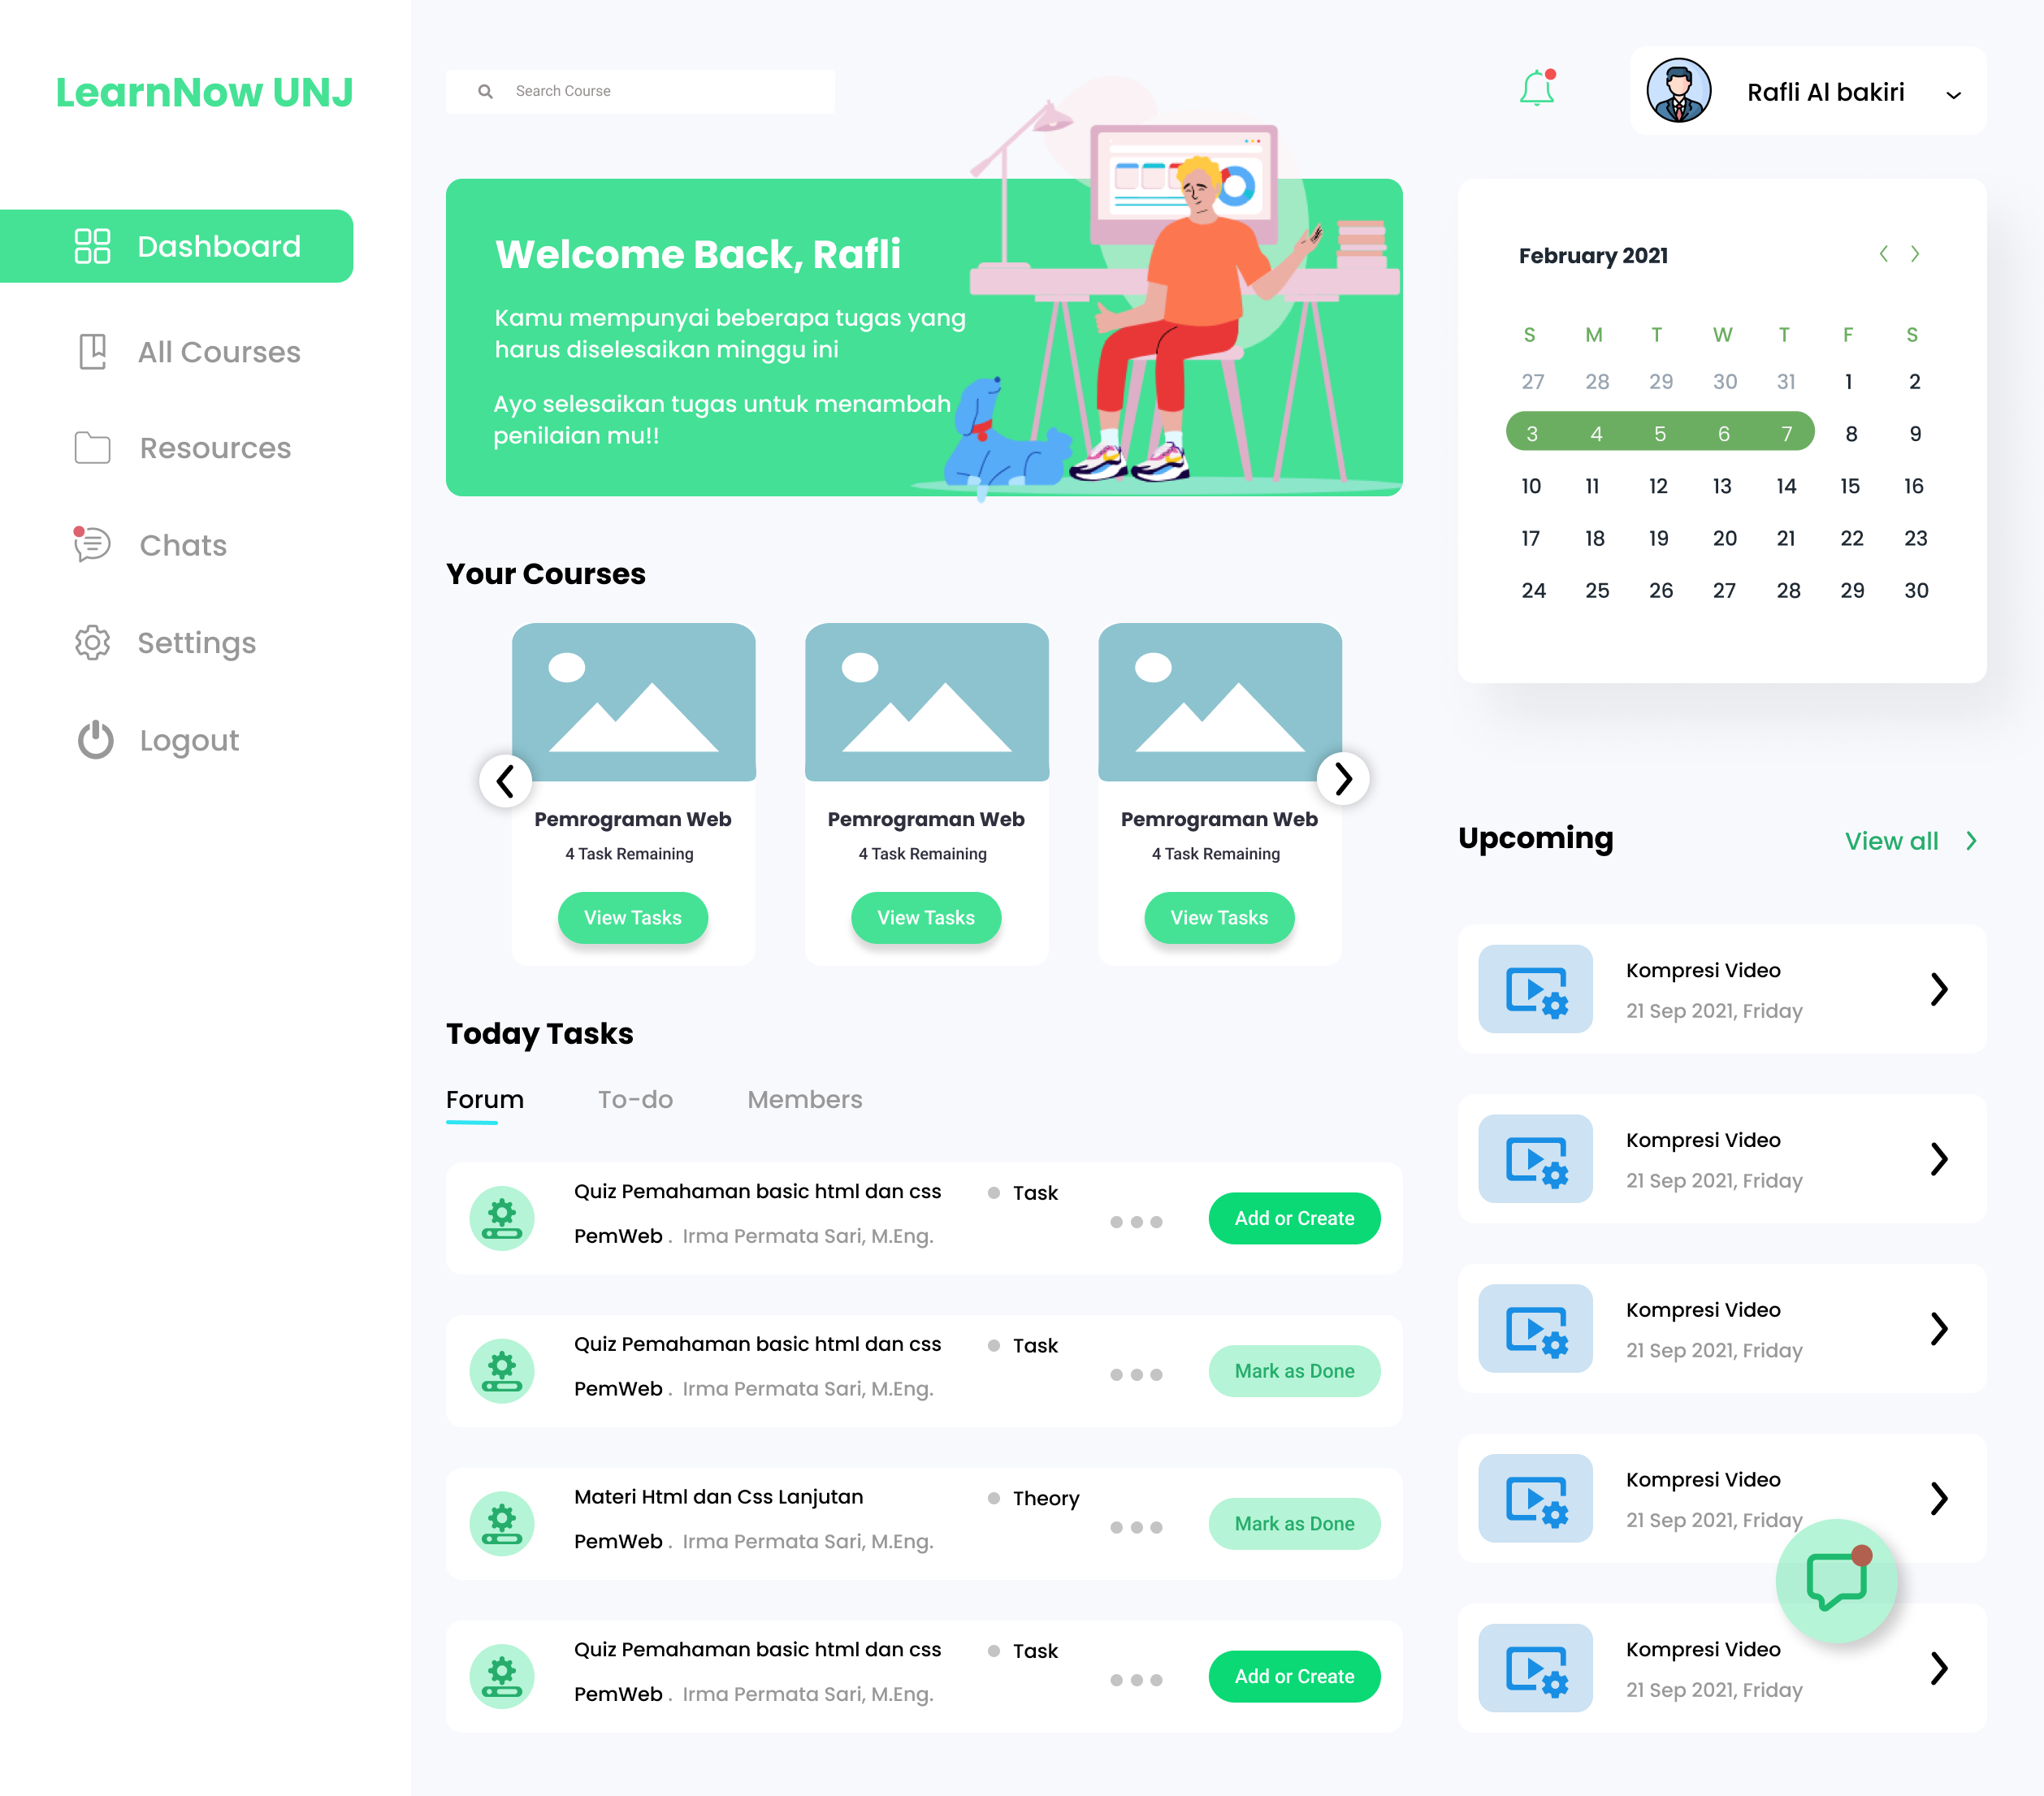 LearnNow UNJ
Dashboard
All Courses
Resources
Chats
Settings
Logout
Search Course
Rafli Al bakiri
Welcome Back, Rafli
Kamu mempunyai beberapa tugas yang
harus diselesaikan minggu ini
Ayo selesaikan tugas untuk menambah
penilaian mu!!
Your Courses
Pemrograman Web
4 Task Remaining
View Tasks
Pemrograman Web
4 Task Remaining
View Tasks
Pemrograman Web
4 Task Remaining
View Tasks
Today Tasks
Forum To-do Members
Quiz Pemahaman basic html dan css Task
PemWeb . Irma Permata Sari, M.Eng.
Add or Create
Quiz Pemahaman basic html dan css Task
PemWeb . Irma Permata Sari, M.Eng.
Mark as Done
Materi Html dan Css Lanjutan Theory
PemWeb . Irma Permata Sari, M.Eng.
Mark as Done
Quiz Pemahaman basic html dan css Task
PemWeb . Irma Permata Sari, M.Eng.
Add or Create
February 2021
S M T W T F S
27 28 29 30 31 1 2
3 4 5 6 7 8 9
10 11 12 13 14 15 16
17 18 19 20 21 22 23
24 25 26 27 28 29 30
Upcoming View all
Kompresi Video
21 Sep 2021, Friday
Kompresi Video
21 Sep 2021, Friday
Kompresi Video
21 Sep 2021, Friday
Kompresi Video
21 Sep 2021, Friday
Kompresi Video
21 Sep 2021, Friday